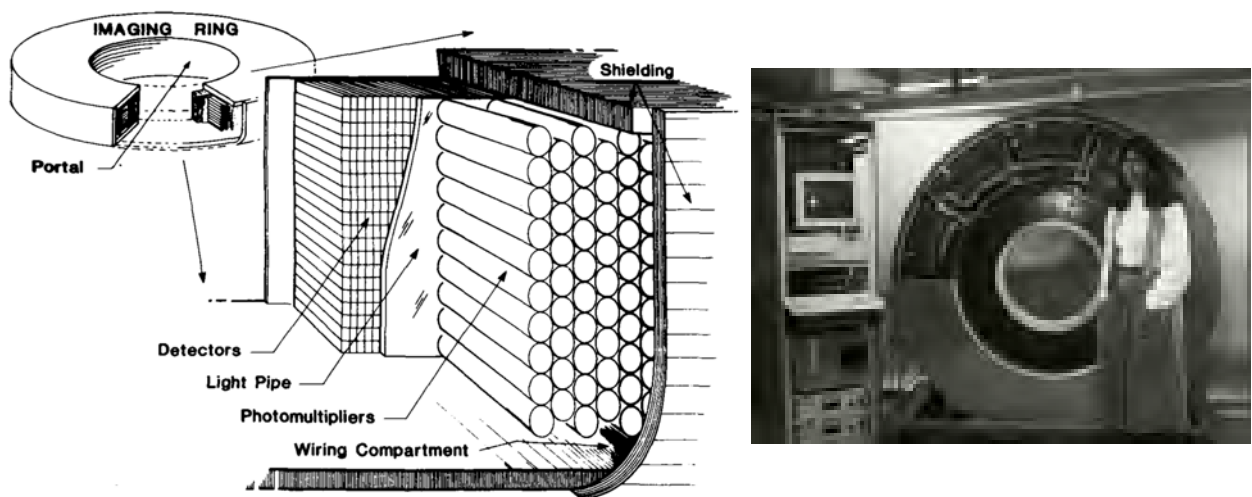 IMAGING RING
Shielding
Portal
Detectors
Light Pipe
Photomultipliers
Wiring Compartment